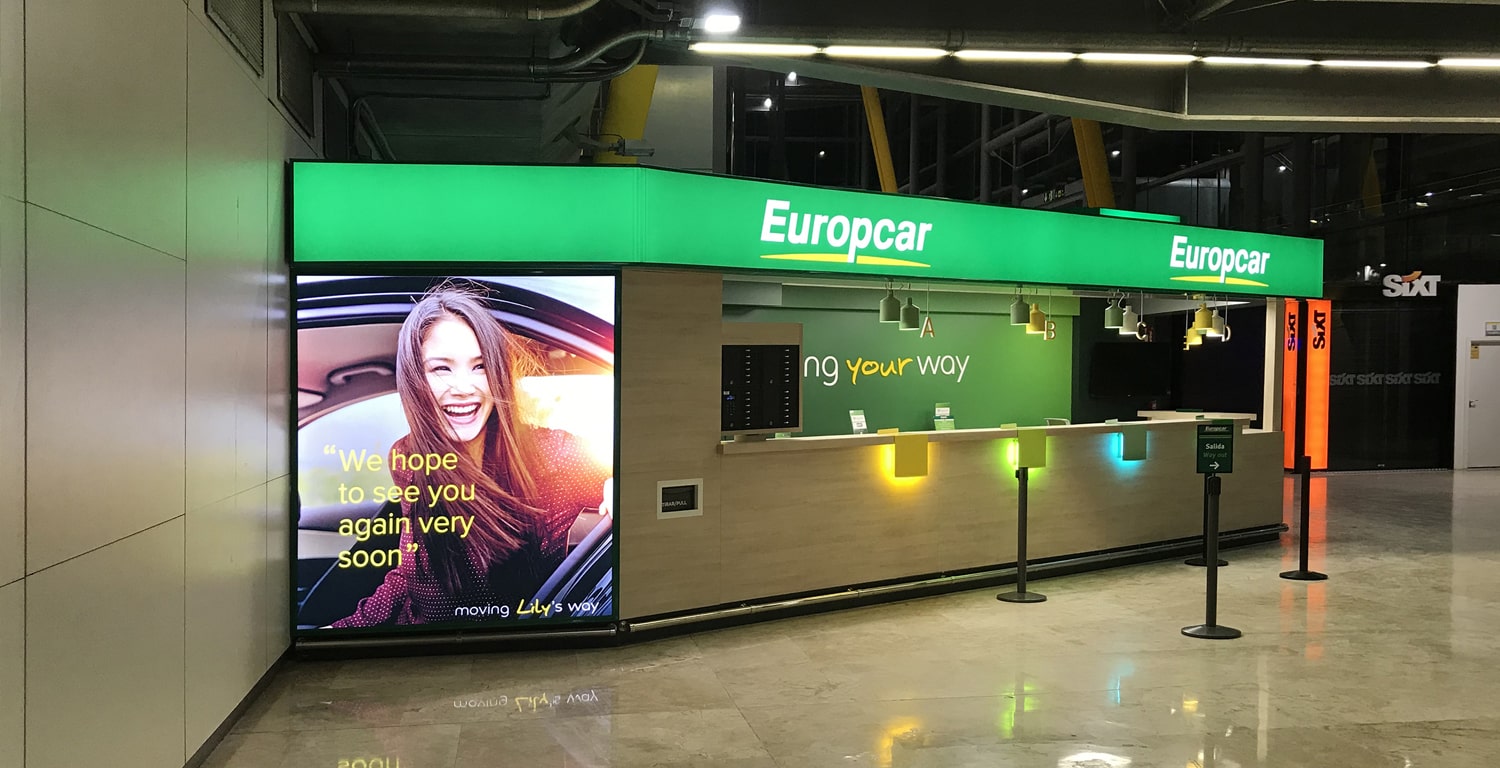 Europcar
Europcar
SIXT
SIXT
SIXT
A
B
ng your way
SIXT SIXT SIXT SIXT
“We hope
to see you
again very
soon”
moving Lily's way
Europcar
Salida
Way out